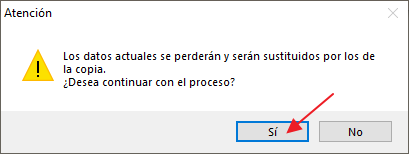 Atención
Los datos actuales se perderán y serán sustituidos por los de
la copia.
¿Desea continuar con el proceso?
Sí
No